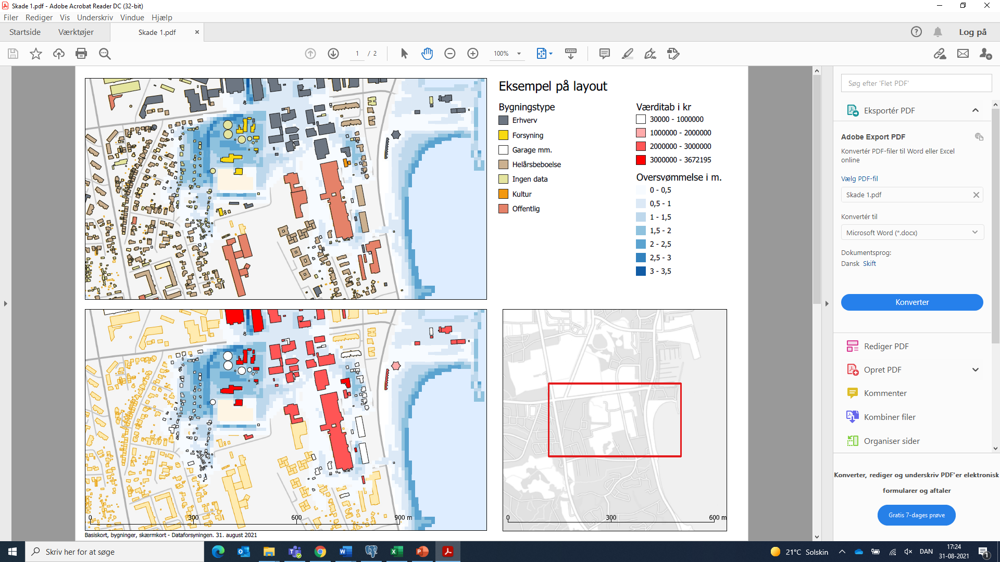 Skade 1.pdf - Adobe Acrobat Reader DC (32-bit)
Filer Rediger Vis Underskriv Vindue Hjælp
Startside Værktøjer Skade 1.pdf Log på
1 / 2 100%
Eksempel på layout
Bygningstype
Erhverv
Forsyning
Garage mm.
Helårsbeboelse
Ingen data
Kultur
Offentlig
Værditab i kr
30000 - 1000000
1000000 - 2000000
2000000 - 3000000
3000000 - 3672195
Oversvømmelse i m.
0 - 0,5
0,5 - 1
1 - 1,5
1,5 - 2
2 - 2,5
2,5 - 3
3 - 3,5
0 300 600 900 m
0 300 600 m
Basiskort, bygninger, skærmkort - Dataforsyningen. 31. august 2021
Søg efter 'Flet PDF'
Eksportér PDF
Adobe Export PDF
Konvertér PDF-filer til Word eller Excel
online
Vælg PDF-fil
Skade 1.pdf
Konvertér til
Microsoft Word (*.docx)
Dokumentsprog:
Dansk Skift
Konverter
Rediger PDF
Opret PDF
Kommenter
Kombiner filer
Organiser sider
Konverter, rediger og underskriv PDF'er elektronisk
formularer og aftaler
Gratis 7-dages prøve
Skriv her for at søge
21°C Solskin
DAN
17:24
31-08-2021
1